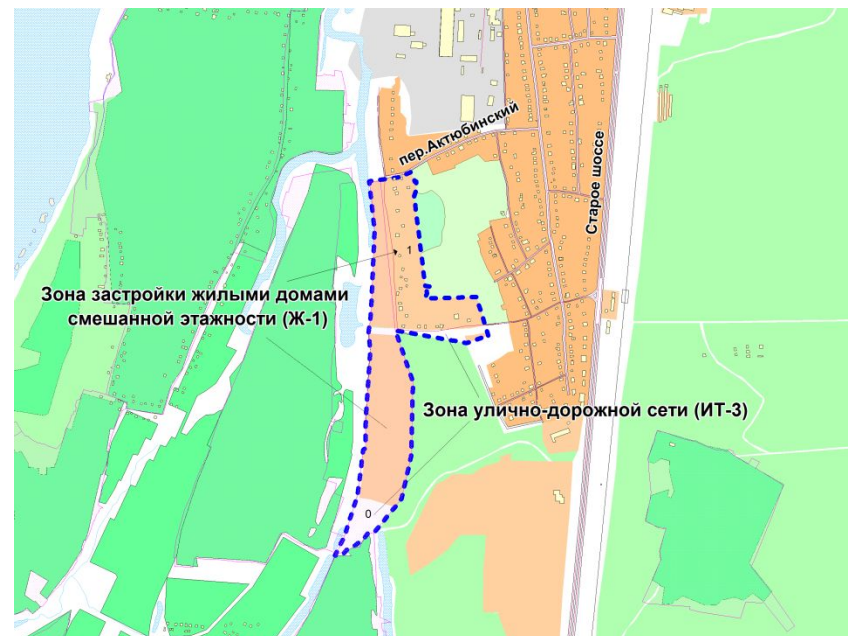 пер.Актюбинский
Старое шоссе
1
Зона застройки жилыми домами
смешанной этажности (Ж-1)
Зона улично-дорожной сети (ИТ-3)
0